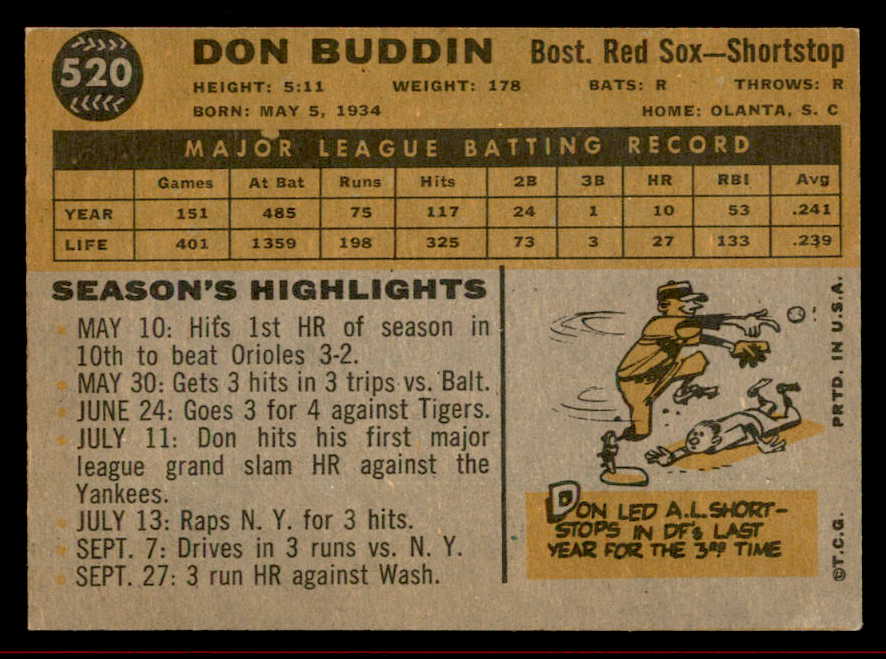 520
DON BUDDIN Bost. Red Sox—Shortstop
HEIGHT: 5:11 WEIGHT: 178 BATS: R THROWS: R
BORN: MAY 5, 1934 HOME: OLANTA, S. C
MAJOR LEAGUE BATTING RECORD
Games At Bat Runs Hits 2B 3B HR RBI Avg
YEAR 151 485 75 117 24 1 10 53 .241
LIFE 401 1359 198 325 73 3 27 133 .239
SEASON'S HIGHLIGHTS
MAY 10: Hits 1st HR of season in
10th to beat Orioles 3-2.
MAY 30: Gets 3 hits in 3 trips vs. Balt.
JUNE 24: Goes 3 for 4 against Tigers.
JULY 11: Don hits his first major
league grand slam HR against the
Yankees.
JULY 13: Raps N. Y. for 3 hits.
SEPT. 7: Drives in 3 runs vs. N. Y.
SEPT. 27: 3 run HR against Wash.
DON LED A.L. SHORT-
STOPS IN DP's LAST
YEAR FOR THE 3RD TIME
©T.C.G. PRTD. IN U.S.A.